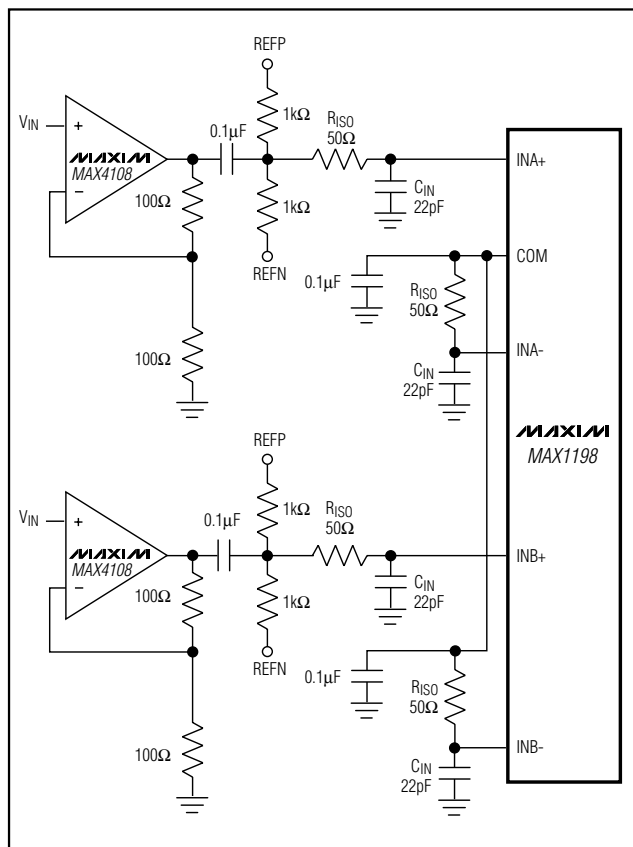 REFP
VIN
+
MAXIM
MAX4108
−
0.1µF
1kΩ
RISO
50Ω
INA+
100Ω
1kΩ
CIN
22pF
REFN
COM
0.1µF
RISO
50Ω
100Ω
INA-
CIN
22pF
MAXIM
MAX1198
REFP
VIN
+
MAXIM
MAX4108
−
0.1µF
1kΩ
RISO
50Ω
INB+
100Ω
1kΩ
CIN
22pF
REFN
0.1µF
RISO
50Ω
100Ω
INB-
CIN
22pF